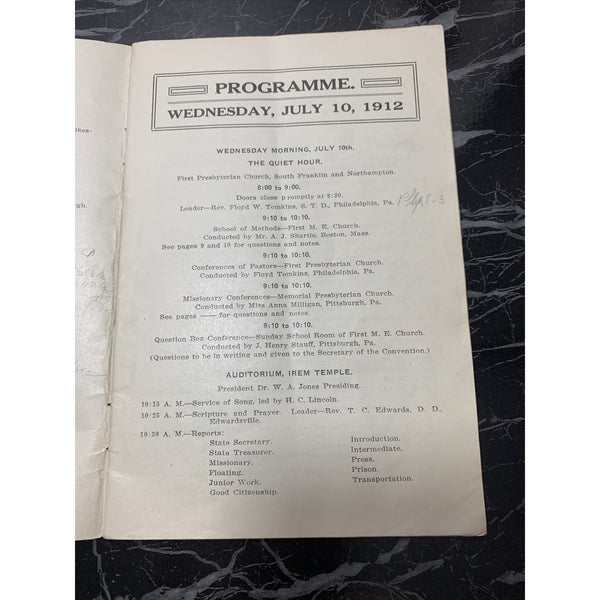 PROGRAMME.
WEDNESDAY, JULY 10, 1912
WEDNESDAY MORNING, JULY 10th.
THE QUIET HOUR.
First Presbyterian Church, South Franklin and Northampton.
8:00 to 9:00.
Doors close promptly at 8:20.
Leader—Rev. Floyd W. Tomkins, S. T. D., Philadelphia, Pa.
9:10 to 10:10.
School of Methods—First M. E. Church.
Conducted by Mr. A. J. Shartle, Boston, Mass.
See pages 9 and 10 for questions and notes.
9:10 to 10:10.
Conferences of Pastors—First Presbyterian Church.
Conducted by Floyd Tomkins, Philadelphia, Pa.
9:10 to 10:10.
Missionary Conferences—Memorial Presbyterian Church.
Conducted by Miss Anna Milligan, Pittsburgh, Pa.
See pages —— for questions and notes.
9:10 to 10:10.
Question Box Conference—Sunday School Room of First M. E. Church.
Conducted by J. Henry Stauff, Pittsburgh, Pa.
(Questions to be in writing and given to the Secretary of the Convention.)
AUDITORIUM, IREM TEMPLE.
President Dr. W. A. Jones Presiding.
10:15 A. M.—Service of Song, led by H. C. Lincoln.
10:25 A. M.—Scripture and Prayer. Leader—Rev. T. C. Edwards, D. D.,
Edwardsville.
10:30 A. M.—Reports:
State Secretary.
State Treasurer.
Missionary.
Floating.
Junior Work.
Good Citizenship.
Introduction.
Intermediate.
Press.
Prison.
Transportation.